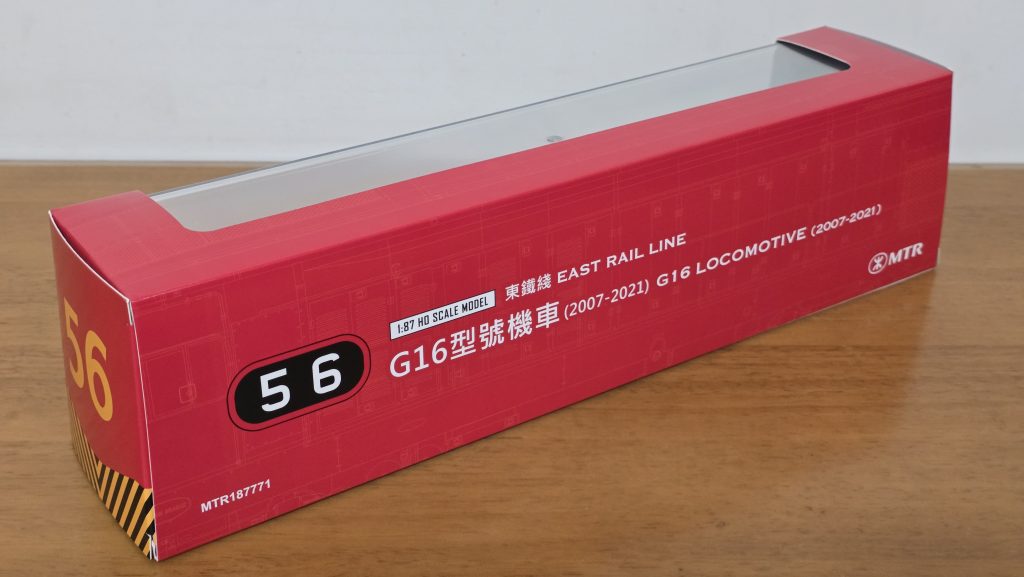 56
56
1:87 HO SCALE MODEL
東鐵綫 EAST RAIL LINE
G16型號機車 (2007-2021) G16 LOCOMOTIVE (2007-2021)
MTR
MTR187771